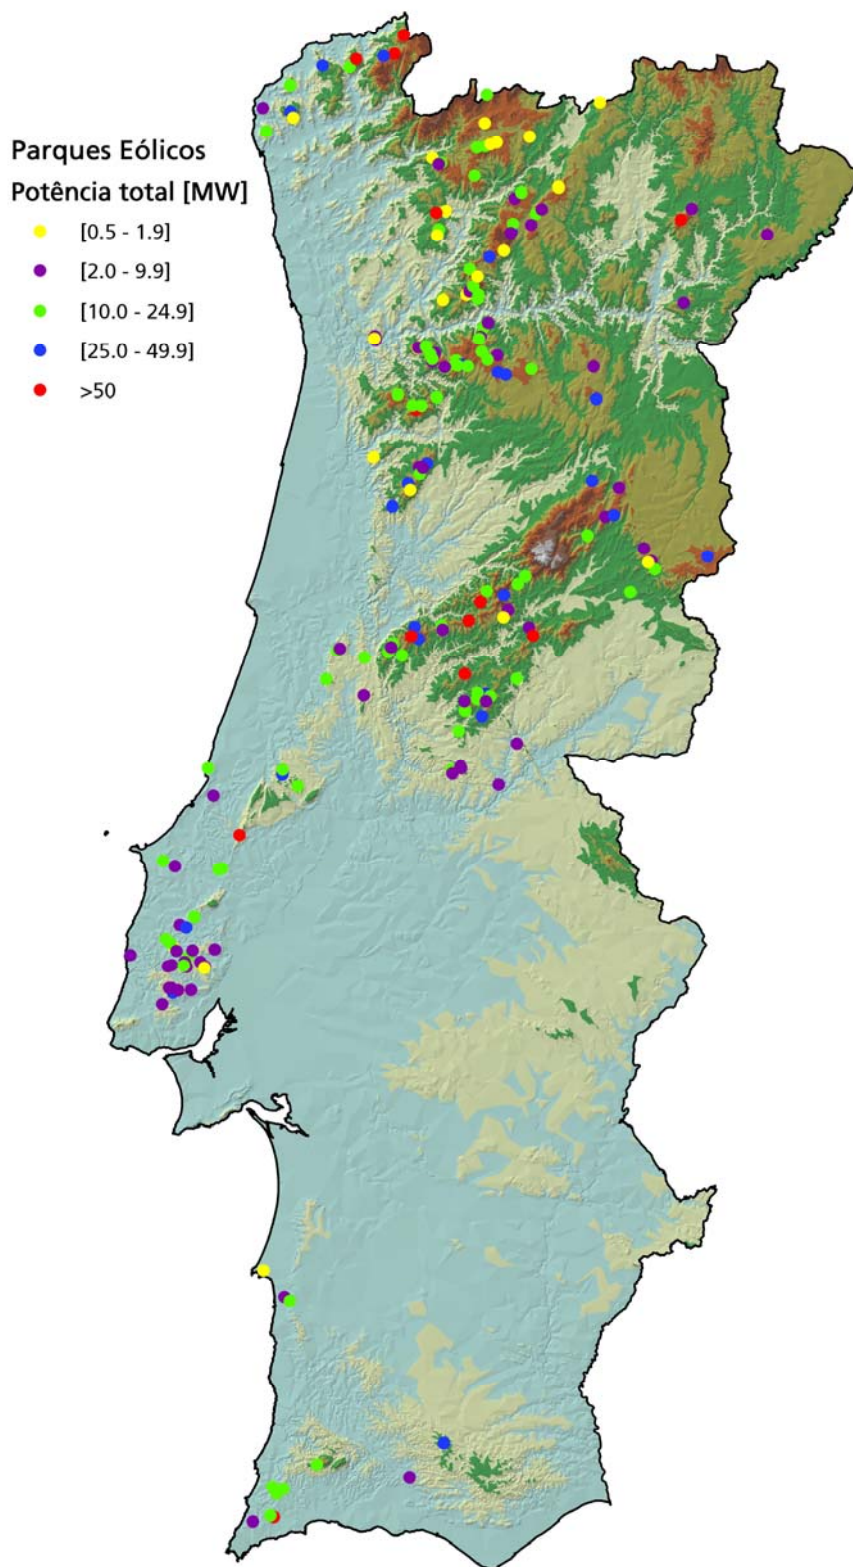 Parques Eólicos
Potência total [MW]
[0.5 - 1.9]
[2.0 - 9.9]
[10.0 - 24.9]
[25.0 - 49.9]
>50